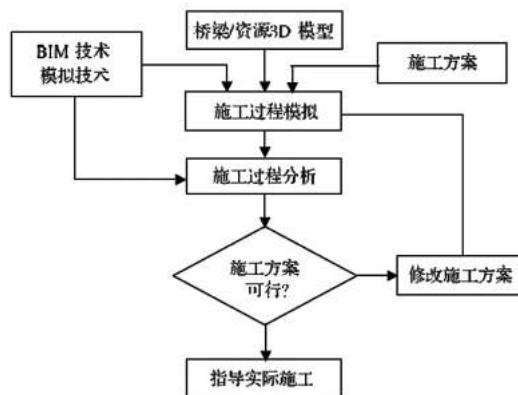 桥梁/资源3D 模型
BIM 技术
模拟技术
施工方案
施工过程模拟
施工过程分析
施工方案
可行?
修改施工方案
指导实际施工